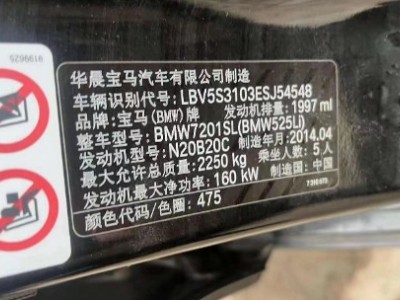 华晨宝马汽车有限公司制造
车辆识别代号: LBV5S3103ESJ54548
品牌: 宝马(BMW)牌 发动机排量: 1997 ml
整车型号: BMW7201SL(BMW525Li)
发动机型号: N20B20C 制造年月: 2014.04
最大允许总质量: 2250 kg 乘坐人数: 5 人
发动机最大净功率: 160 kW 制造国: 中国
颜色代码/色圈: 475